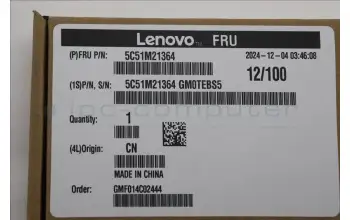 Lenovo FRU
(P)FRU P/N: 5C51M21364 2024-12-04 03:46:08
12/100
(1S)P/N, S/N: 5C51M21364 GM0TEBS5
Quantity: 1
(4L)Origin: CN
MADE IN CHINA
Order: GMF014C02444